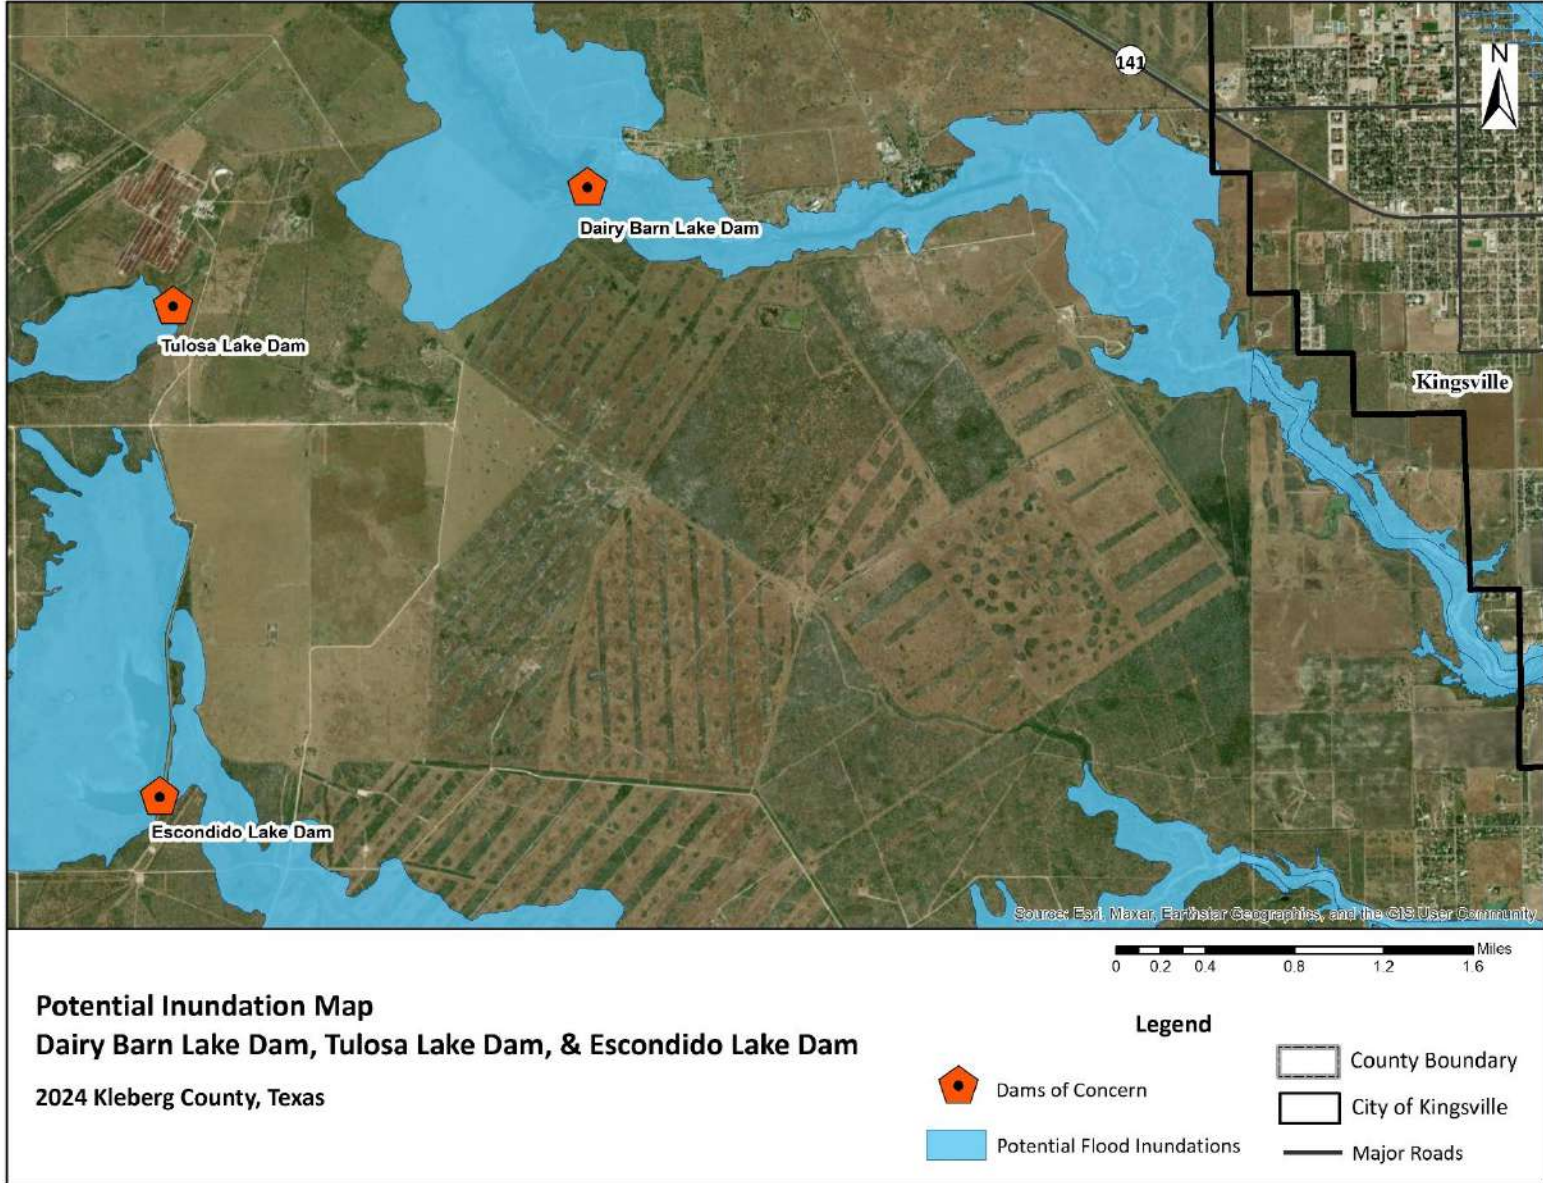 141
N
Dairy Barn Lake Dam
Tulosa Lake Dam
Kingsville
Escondido Lake Dam
Source: Esri, Maxar, Earthstar Geographics, and the GIS User Community
Miles
0 0.2 0.4 0.8 1.2 1.6
Potential Inundation Map
Dairy Barn Lake Dam, Tulosa Lake Dam, & Escondido Lake Dam
2024 Kleberg County, Texas
Legend
Dams of Concern
Potential Flood Inundations
County Boundary
City of Kingsville
Major Roads